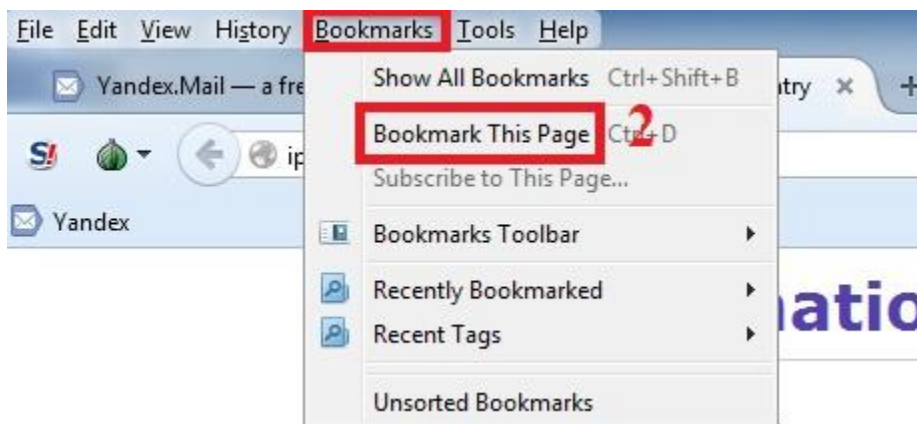 File Edit View History Bookmarks Tools Help
Yandex.Mail — a fre
Show All Bookmarks Ctrl+Shift+B
try × +
Bookmark This Page Ctrl+D
2
S!
ip
Subscribe to This Page...
Yandex
Bookmarks Toolbar
Recently Bookmarked
natio
Recent Tags
Unsorted Bookmarks